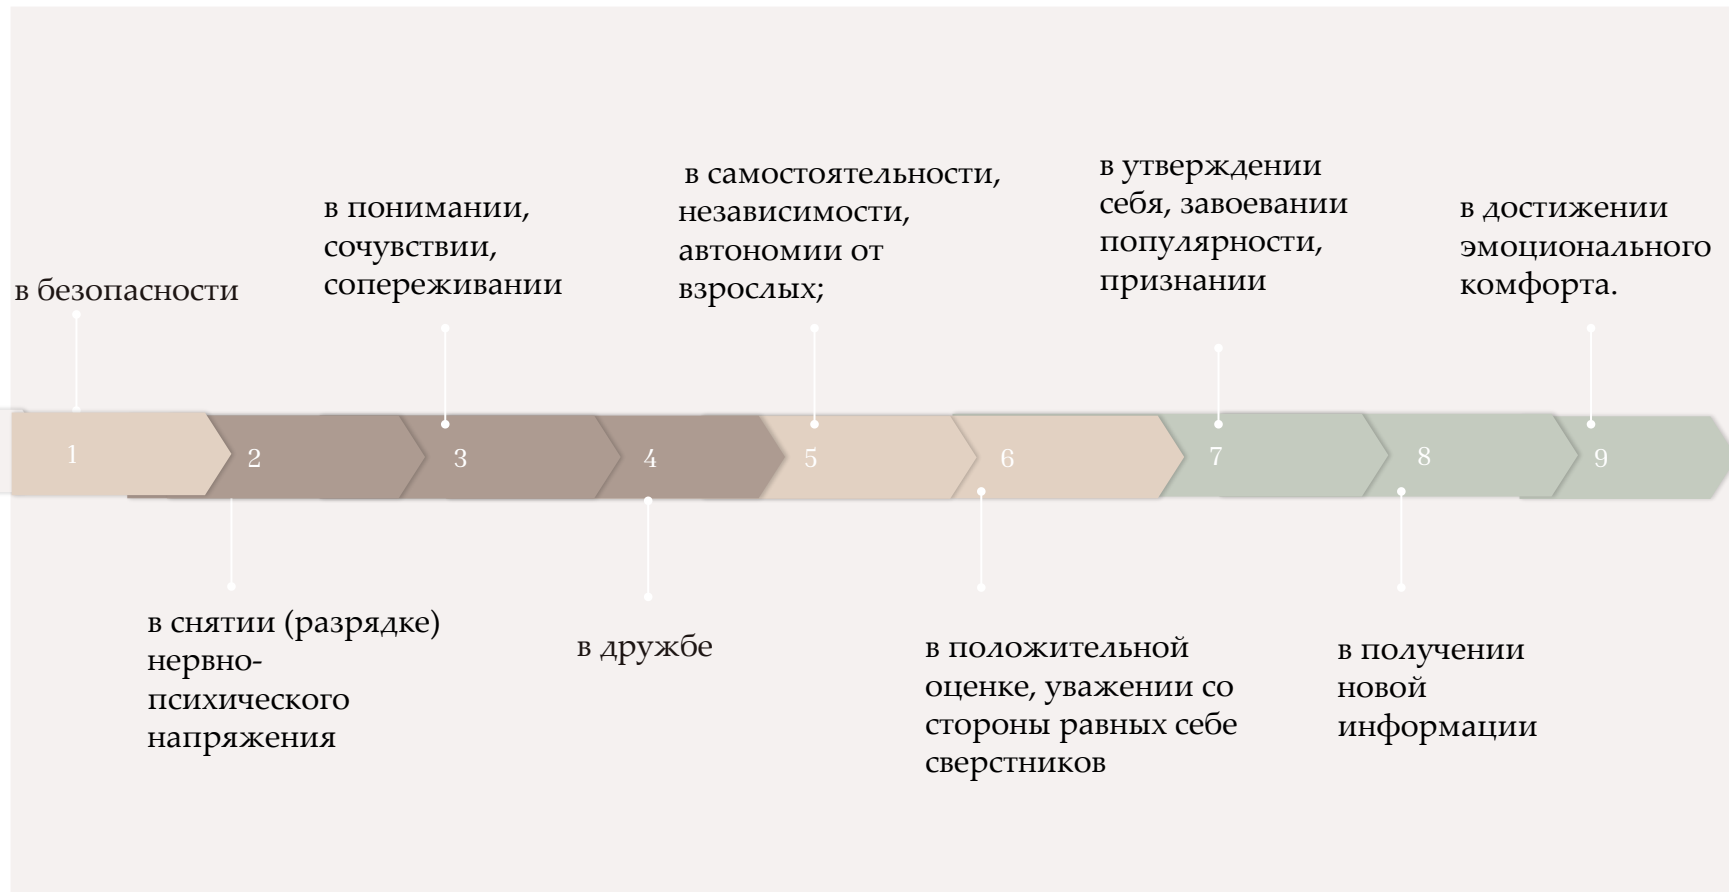 в безопасности
в понимании,
сочувствии,
сопереживании
в самостоятельности,
независимости,
автономии от
взрослых;
в утверждении
себя, завоевании
популярности,
признании
в достижении
эмоционального
комфорта.
1
2
3
4
5
6
7
8
9
в снятии (разрядке)
нервно-
психического
напряжения
в дружбе
в положительной
оценке, уважении со
стороны равных себе
сверстников
в получении
новой
информации